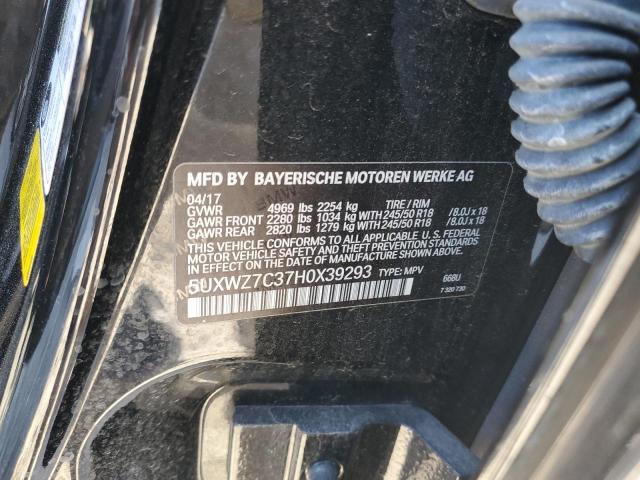 MFD BY BAYERISCHE MOTOREN WERKE AG
04/17
GVWR 4969 lbs 2254 kg TIRE / RIM
GAWR FRONT 2280 lbs 1034 kg WITH 245/50 R18 /8.0J x 18
GAWR REAR 2820 lbs 1279 kg WITH 245/50 R18 /8.0J x 18
THIS VEHICLE CONFORMS TO ALL APPLICABLE U.S. FEDERAL
MOTOR VEHICLE SAFETY AND THEFT PREVENTION STANDARDS
IN EFFECT ON THE DATE OF MANUFACTURE SHOWN ABOVE.
5UXWZ7C37H0X39293 TYPE: MPV 668U
7 320 730